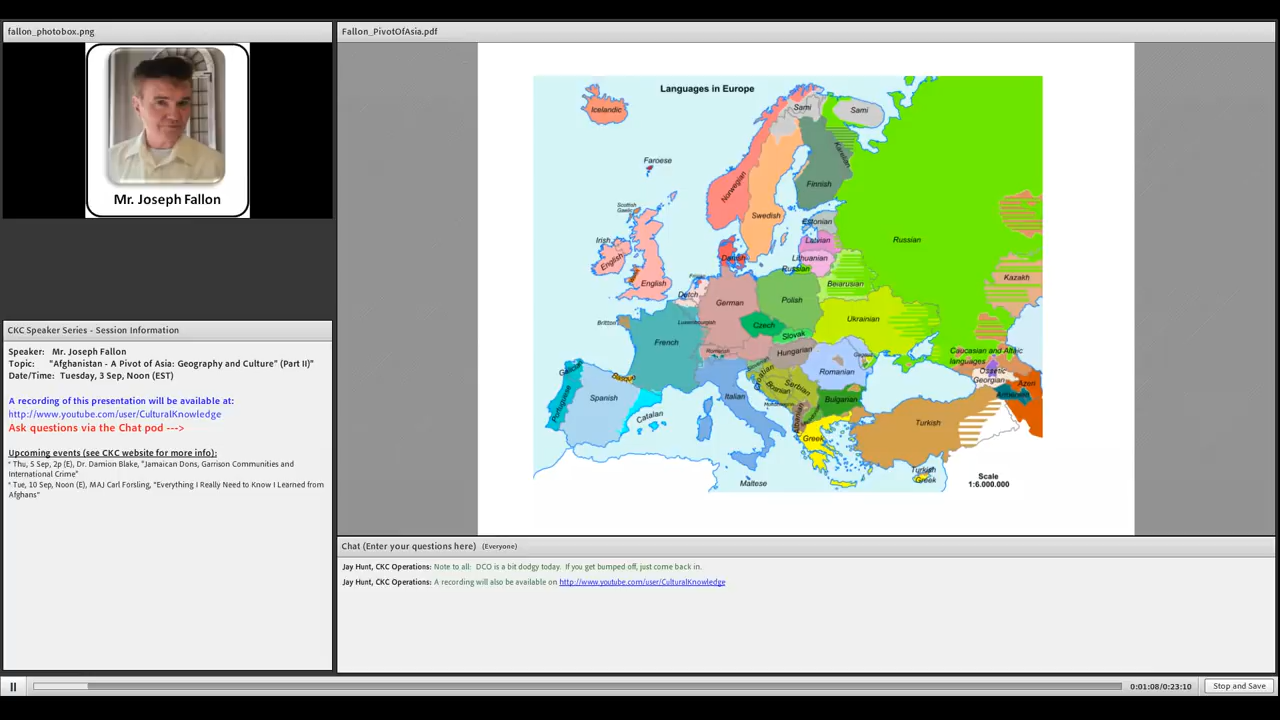 fallon_photobox.png
Mr. Joseph Fallon
CKC Speaker Series - Session Information
Speaker: Mr. Joseph Fallon
Topic: "Afghanistan - A Pivot of Asia: Geography and Culture" (Part II)"
Date/Time: Tuesday, 3 Sep, Noon (EST)
A recording of this presentation will be available at:
http://www.youtube.com/user/CulturalKnowledge
Ask questions via the Chat pod --->
Upcoming events (see CKC website for more info):
* Thu, 5 Sep, 2p (E), Dr. Damion Blake, "Jamaican Dons, Garrison Communities and
International Crime"
* Tue, 10 Sep, Noon (E), MAJ Carl Forsling, "Everything I Really Need to Know I Learned from
Afghans"
Fallon_PivotOfAsia.pdf
Languages in Europe
Icelandic
Sami
Sami
Faroese
Karelian
Norwegian
Finnish
Swedish
Scottish
Gaelic
Estonian
Irish
Latvian
Russian
English
Danish
Lithuanian
Russian
English
Dutch
Belarusian
Kazakh
German
Polish
Britton
Luxembourgish
Czech
Ukrainian
Slovak
French
Hungarian
Caucasian and Altaic
languages
Romanian
Gagauz
Ossetic
Georgian
Azeri
Galician
Basque
Croatian
Serbian
Bosnian
Portuguese
Spanish
Italian
Bulgarian
Catalan
Albanian
Turkish
Greek
Maltese
Turkish
Greek
Scale
1:6.000.000
Chat (Enter your questions here) (Everyone)
Jay Hunt, CKC Operations: Note to all: DCO is a bit dodgy today. If you get bumped off, just come back in.
Jay Hunt, CKC Operations: A recording will also be available on http://www.youtube.com/user/CulturalKnowledge
0:01:08/0:23:10
Stop and Save